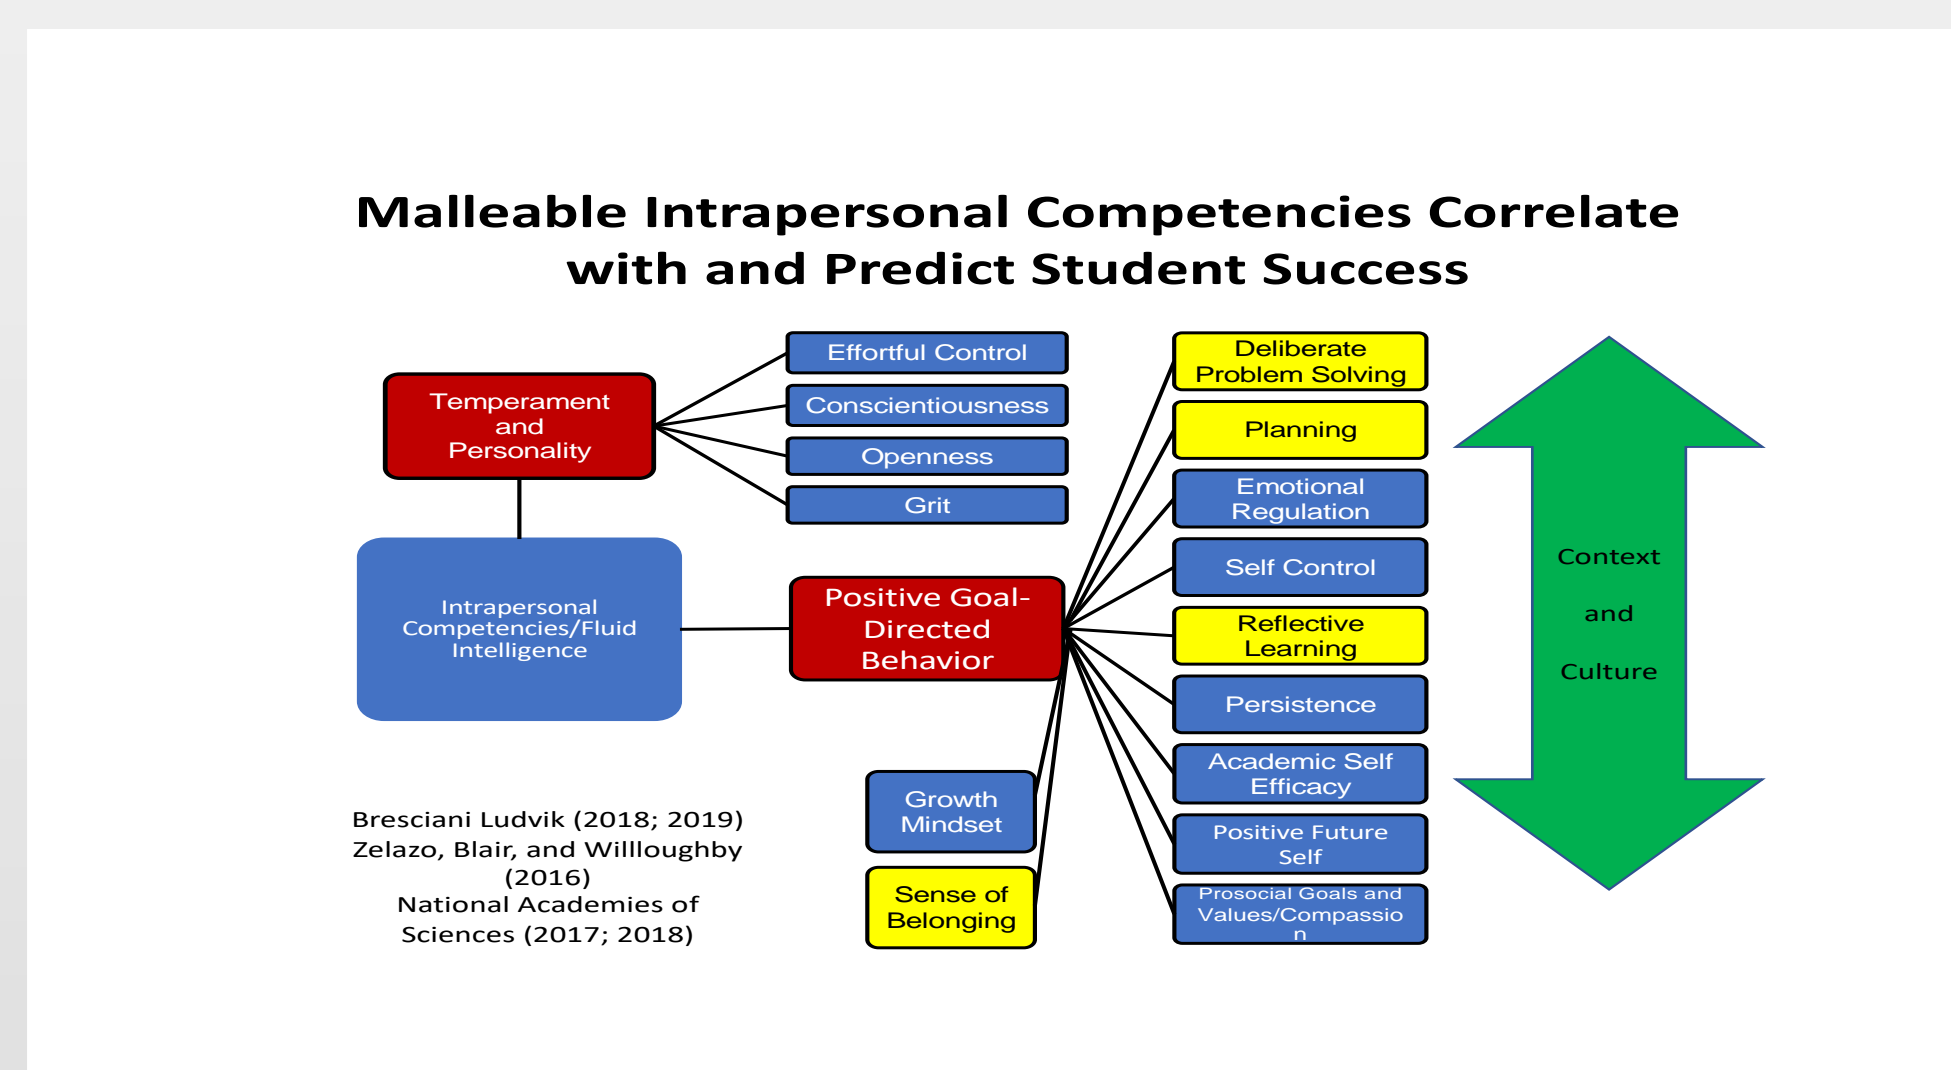 Malleable Intrapersonal Competencies Correlate
with and Predict Student Success
Temperament
and
Personality
Effortful Control
Conscientiousness
Openness
Grit
Intrapersonal
Competencies/Fluid
Intelligence
Positive Goal-
Directed
Behavior
Growth
Mindset
Sense of
Belonging
Deliberate
Problem Solving
Planning
Emotional
Regulation
Self Control
Reflective
Learning
Persistence
Academic Self
Efficacy
Positive Future
Self
Prosocial Goals and
Values/Compassio
n
Context
and
Culture
Bresciani Ludvik (2018; 2019)
Zelazo, Blair, and Willloughby
(2016)
National Academies of
Sciences (2017; 2018)